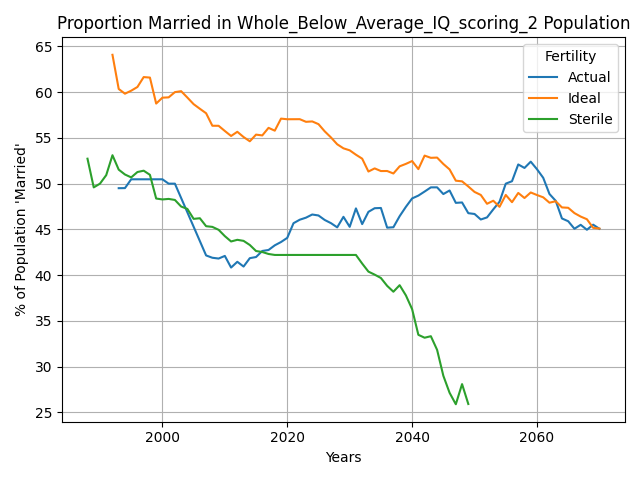 Proportion Married in Whole_Below_Average_IQ_scoring_2 Population
% of Population 'Married'
65
60
55
50
45
40
35
30
25
Fertility
Actual
Ideal
Sterile
2000 2020 2040 2060
Years